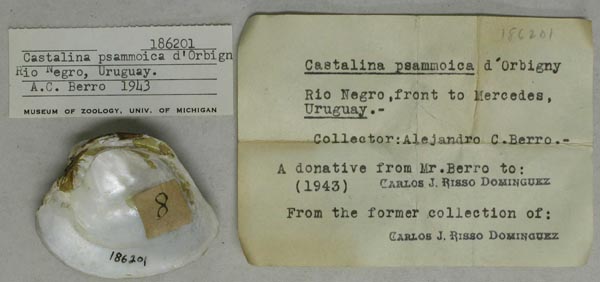 186201
Castalina psammoica d'Orbign
Rio Negro, Uruguay.
A.C. Berro 1943
MUSEUM OF ZOOLOGY, UNIV. OF MICHIGAN
8
186201
186201
Castalina psammoica d'Orbigny
Rio Negro,front to Mercedes,
Uruguay.-
Collector:Alejandro C.Berro.-
A donative from Mr.Berro to:
(1943) CARLOS J. RISSO DOMINGUEZ
From the former collection of:
CARLOS J. RISSO DOMINGUEZ